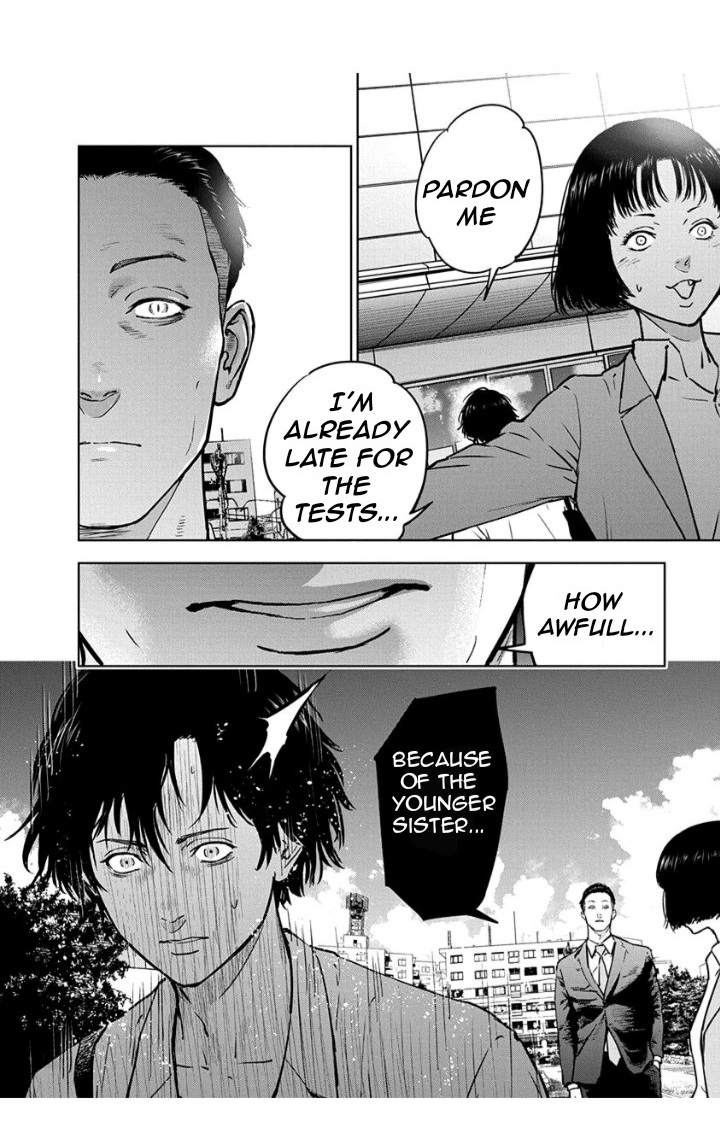 PARDON
ME
I'M
ALREADY
LATE FOR
THE
TESTS...
HOW
AWFULL...
BECAUSE
OF THE
YOUNGER
SISTER...